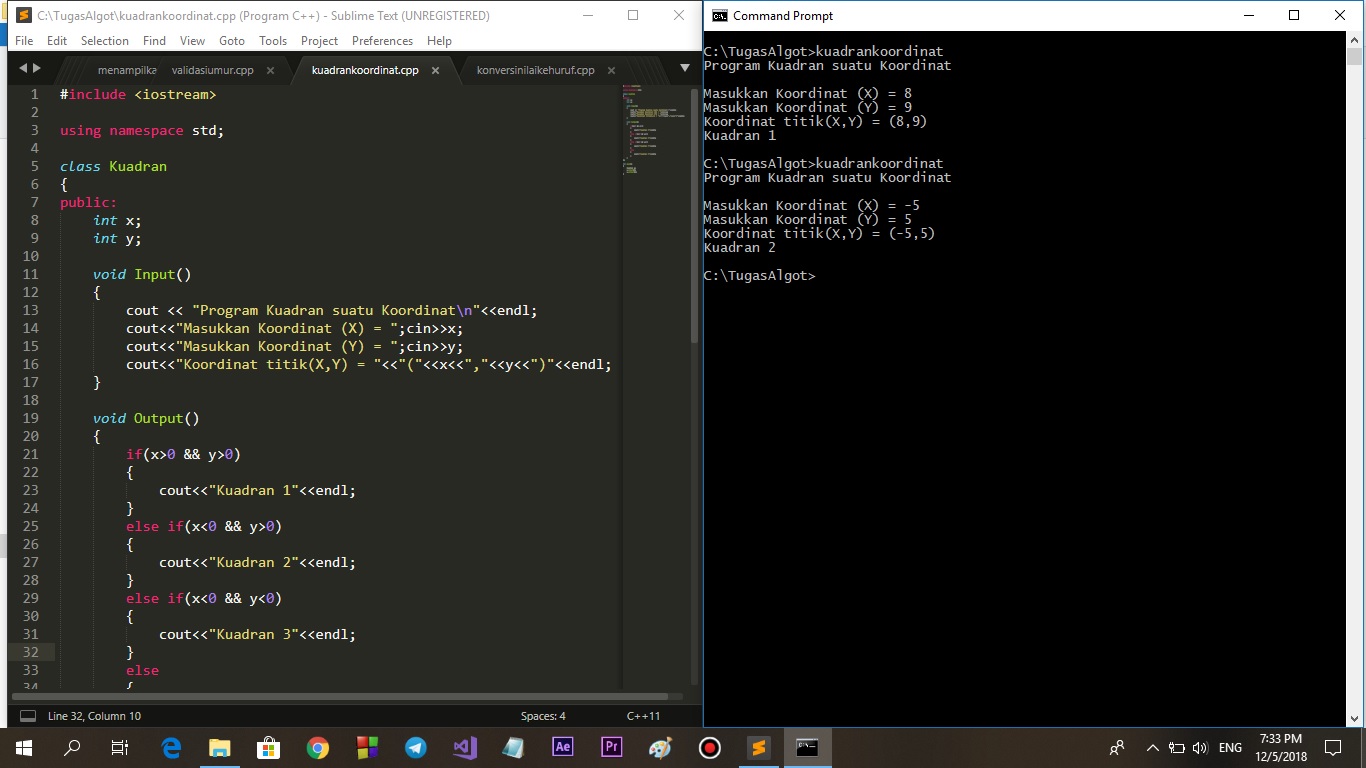 C:\TugasAlgot\kuadrankoordinat.cpp (Program C++) - Sublime Text (UNREGISTERED)
File Edit Selection Find View Goto Tools Project Preferences Help
menampilka validasiumur.cpp × kuadrankoordinat.cpp × konversinilaikehuruf.cpp ×
1 #include <iostream>
2
3 using namespace std;
4
5 class Kuadran
6 {
7 public:
8     int x;
9     int y;
10
11     void Input()
12     {
13         cout << "Program Kuadran suatu Koordinat\n"<<endl;
14         cout<<"Masukkan Koordinat (X) = ";cin>>x;
15         cout<<"Masukkan Koordinat (Y) = ";cin>>y;
16         cout<<"Koordinat titik(X,Y) = "<<"("<<x<<","<<y<<")"<<endl;
17     }
18
19     void Output()
20     {
21         if(x>0 && y>0)
22         {
23             cout<<"Kuadran 1"<<endl;
24         }
25         else if(x<0 && y>0)
26         {
27             cout<<"Kuadran 2"<<endl;
28         }
29         else if(x<0 && y<0)
30         {
31             cout<<"Kuadran 3"<<endl;
32         }
33         else
34         {
Line 32, Column 10 Spaces: 4 C++11
Command Prompt
C:\TugasAlgot>kuadrankoordinat
Program Kuadran suatu Koordinat
Masukkan Koordinat (X) = 8
Masukkan Koordinat (Y) = 9
Koordinat titik(X,Y) = (8,9)
Kuadran 1
C:\TugasAlgot>kuadrankoordinat
Program Kuadran suatu Koordinat
Masukkan Koordinat (X) = -5
Masukkan Koordinat (Y) = 5
Koordinat titik(X,Y) = (-5,5)
Kuadran 2
C:\TugasAlgot>
Ae Pr
ENG
7:33 PM
12/5/2018